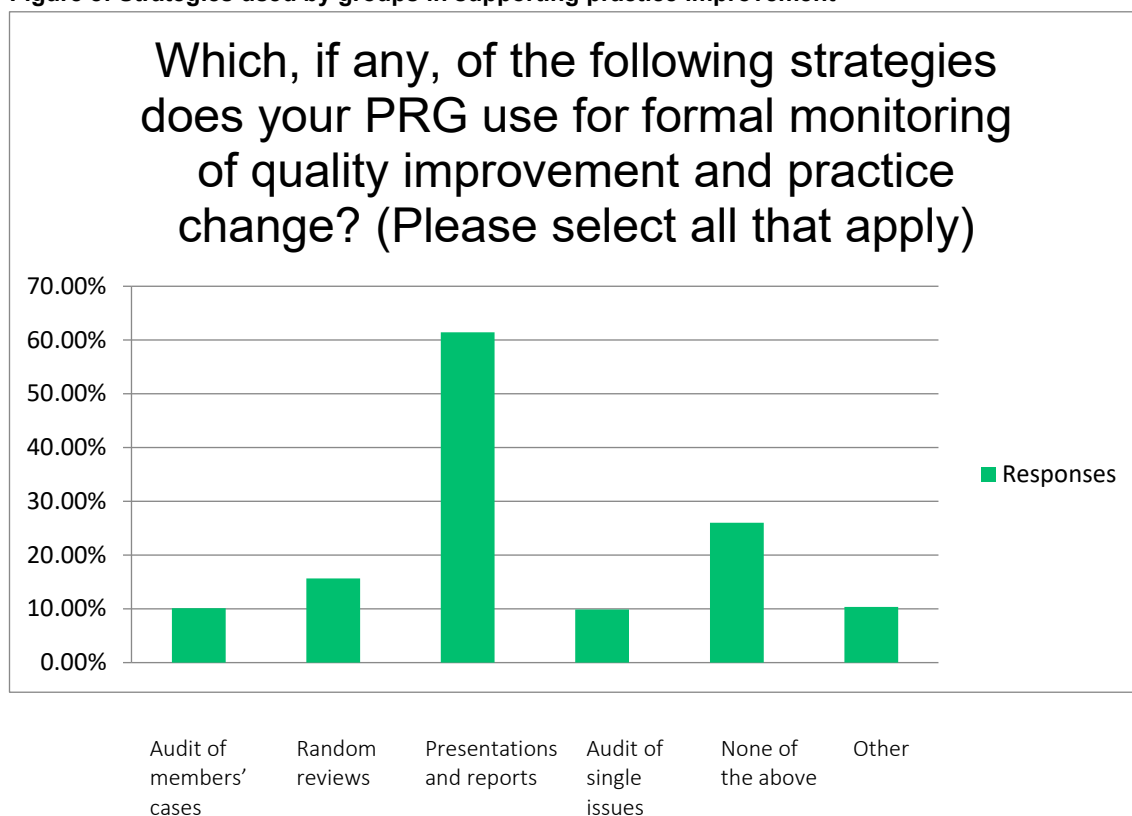 Which, if any, of the following strategies
does your PRG use for formal monitoring
of quality improvement and practice
change? (Please select all that apply)
70.00%
60.00%
50.00%
40.00%
30.00%
20.00%
10.00%
0.00%
Responses
Audit of
members’
cases
Random
reviews
Presentations
and reports
Audit of
single
issues
None of
the above
Other